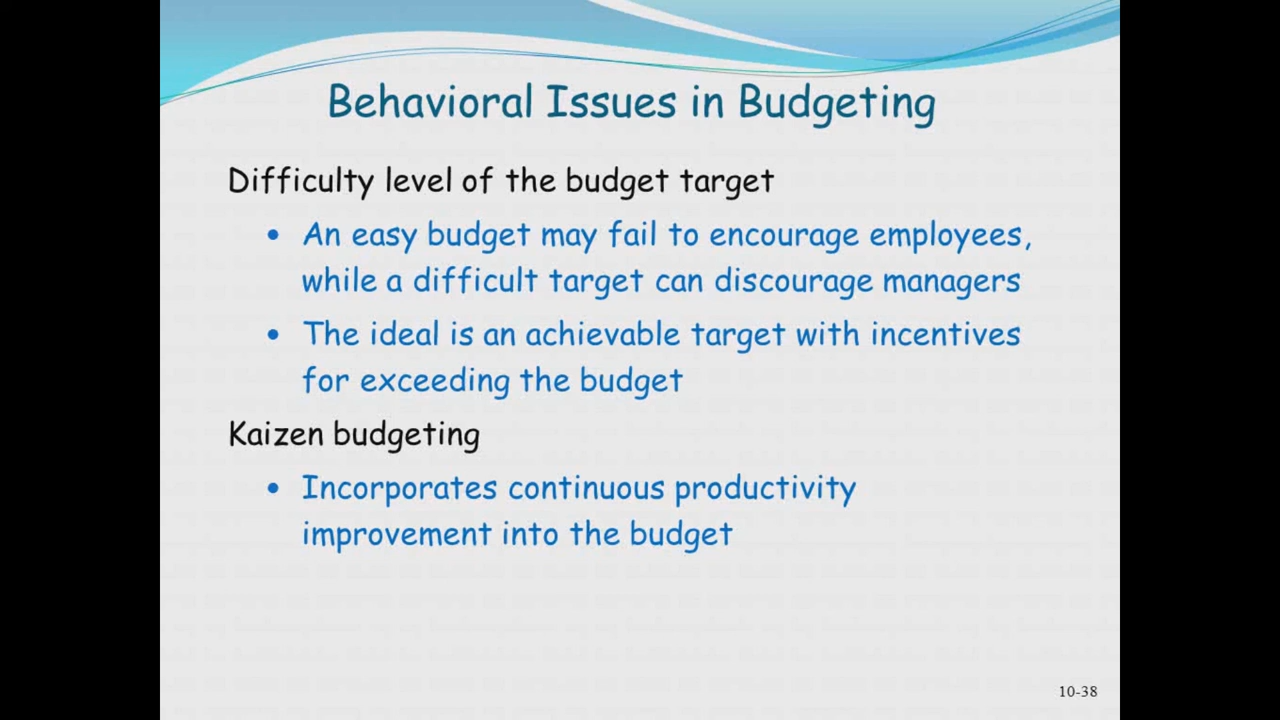 Behavioral Issues in Budgeting
Difficulty level of the budget target
• An easy budget may fail to encourage employees,
while a difficult target can discourage managers
• The ideal is an achievable target with incentives
for exceeding the budget
Kaizen budgeting
• Incorporates continuous productivity
improvement into the budget
10-38